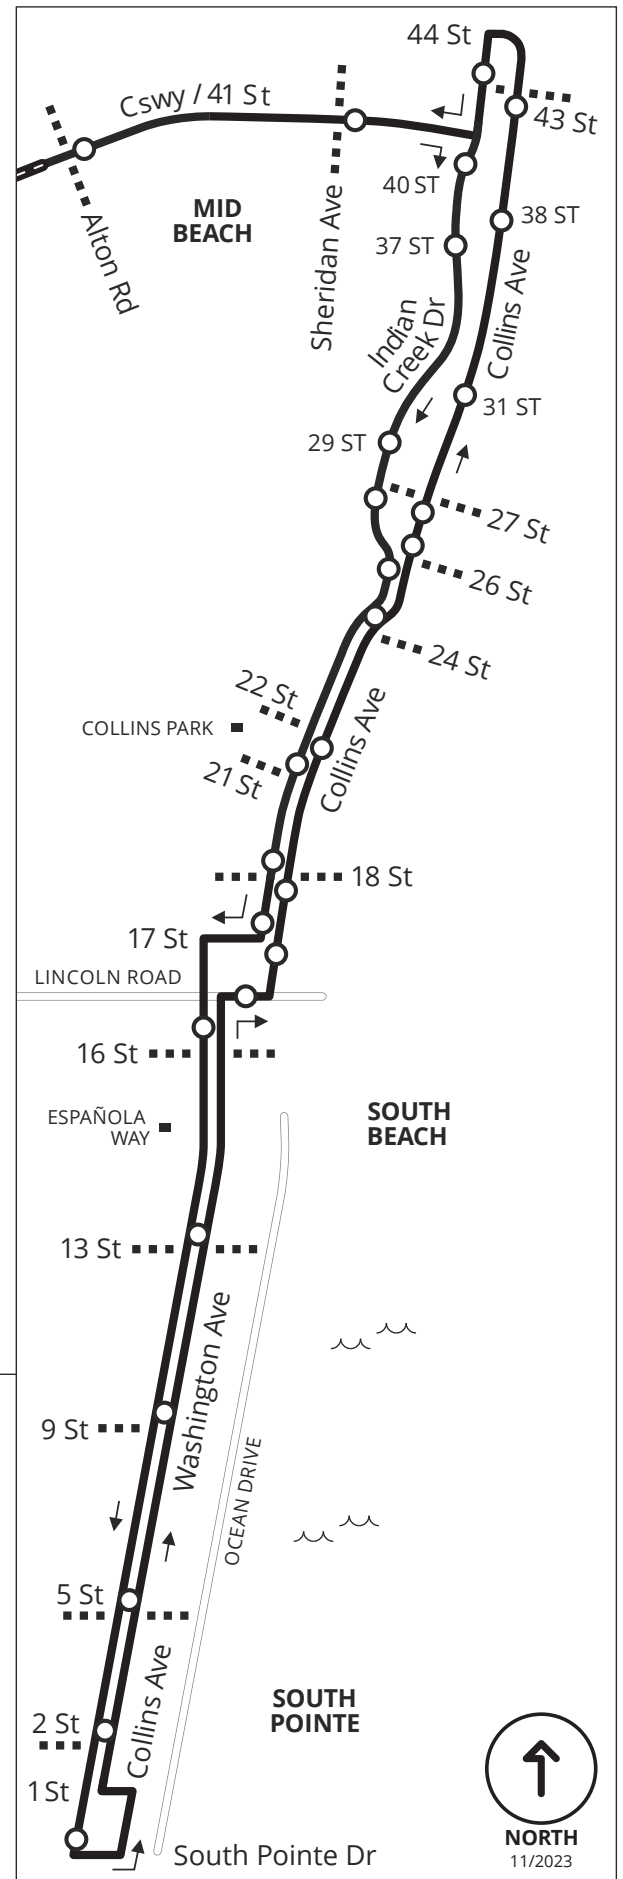 44 St
Cswy / 41 St
43 St
40 ST
MID
BEACH
38 ST
Alton Rd
Sheridan Ave
37 ST
Indian
Creek Dr
Collins Ave
31 ST
29 ST
27 St
26 St
24 St
22 St
COLLINS PARK
21 St
Collins Ave
18 St
17 St
LINCOLN ROAD
16 St
ESPAÑOLA
WAY
SOUTH
BEACH
13 St
Washington Ave
9 St
OCEAN DRIVE
5 St
Collins Ave
SOUTH
POINTE
2 St
1 St
NORTH
11/2023
South Pointe Dr